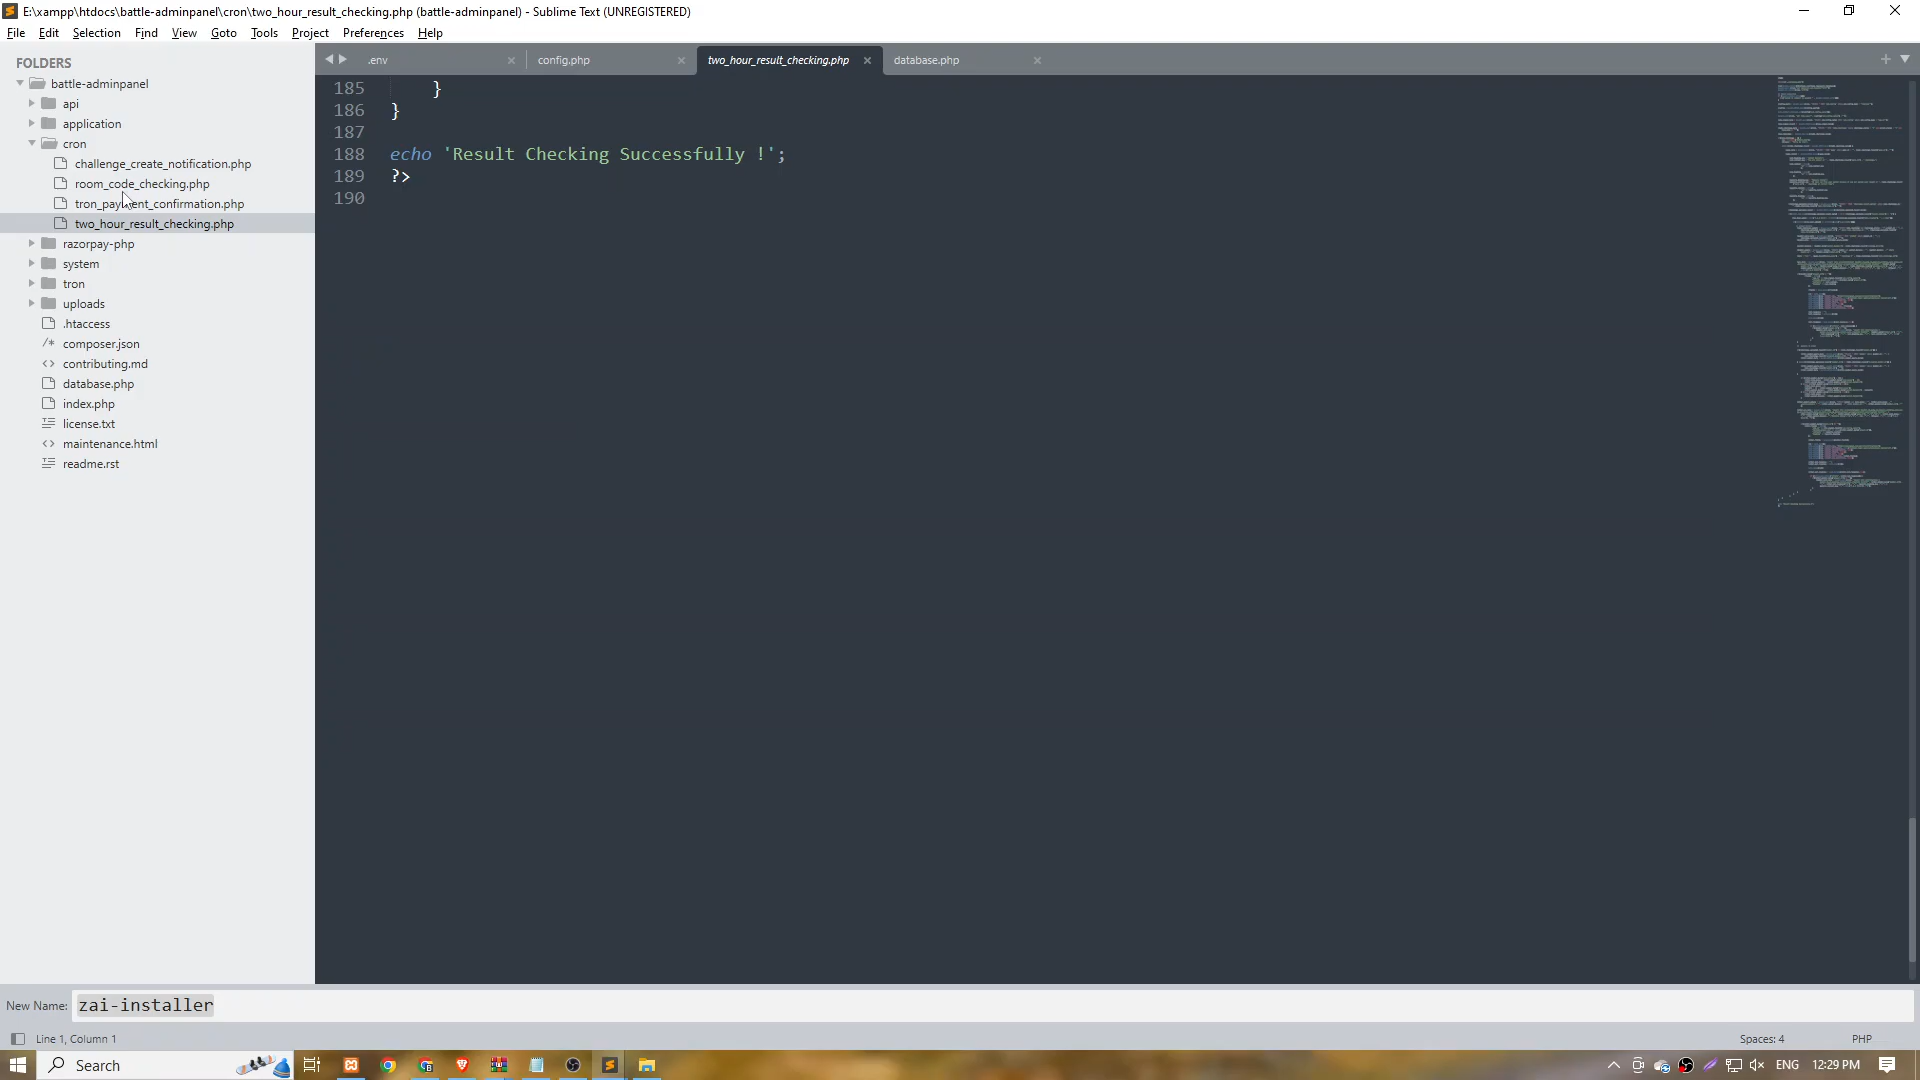 E:\xampp\htdocs\battle-adminpanel\cron\two_hour_result_checking.php (battle-adminpanel) - Sublime Text (UNREGISTERED)
File Edit Selection Find View Goto Tools Project Preferences Help
FOLDERS
battle-adminpanel
api
application
cron
challenge_create_notification.php
room_code_checking.php
tron_payment_confirmation.php
two_hour_result_checking.php
razorpay-php
system
tron
uploads
.htaccess
composer.json
contributing.md
database.php
index.php
license.txt
maintenance.html
readme.rst
.env config.php two_hour_result_checking.php database.php
185 }
186 }
187
188 echo 'Result Checking Successfully !';
189 ?>
190
New Name: zai-installer
Line 1, Column 1 Spaces: 4 PHP
Search ENG 12:29 PM